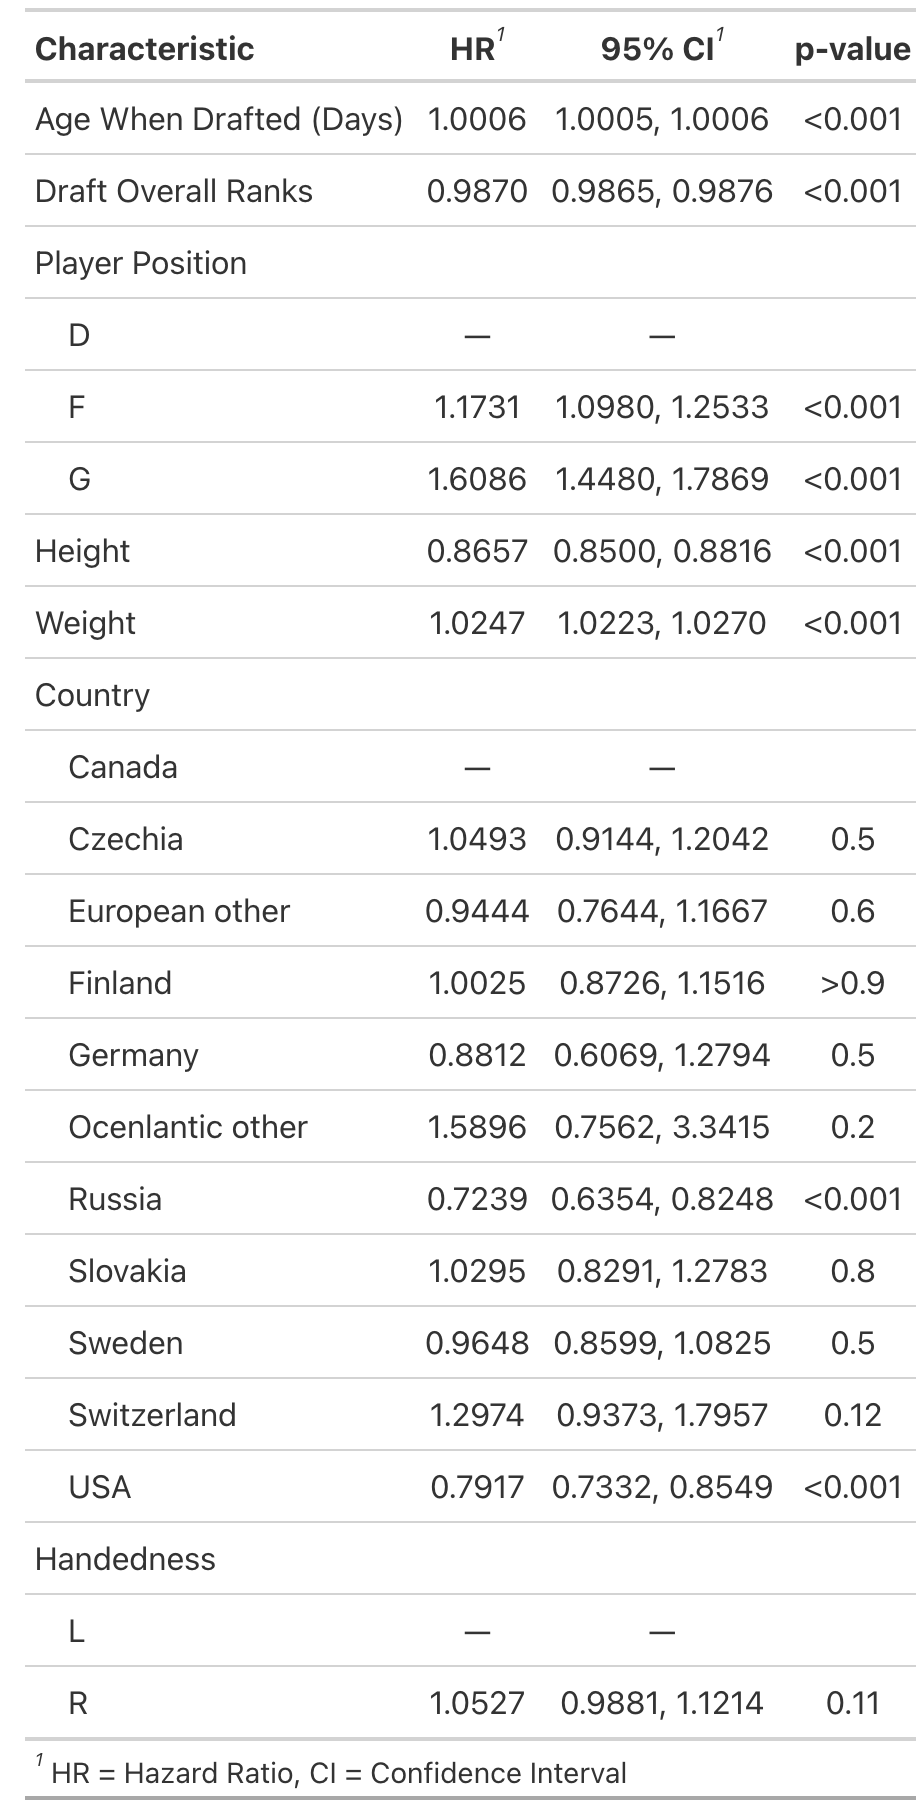 Characteristic HR1 95% CI1 p-value
Age When Drafted (Days) 1.0006 1.0005, 1.0006 <0.001
Draft Overall Ranks 0.9870 0.9865, 0.9876 <0.001
Player Position
D — —
F 1.1731 1.0980, 1.2533 <0.001
G 1.6086 1.4480, 1.7869 <0.001
Height 0.8657 0.8500, 0.8816 <0.001
Weight 1.0247 1.0223, 1.0270 <0.001
Country
Canada — —
Czechia 1.0493 0.9144, 1.2042 0.5
European other 0.9444 0.7644, 1.1667 0.6
Finland 1.0025 0.8726, 1.1516 >0.9
Germany 0.8812 0.6069, 1.2794 0.5
Ocenlantic other 1.5896 0.7562, 3.3415 0.2
Russia 0.7239 0.6354, 0.8248 <0.001
Slovakia 1.0295 0.8291, 1.2783 0.8
Sweden 0.9648 0.8599, 1.0825 0.5
Switzerland 1.2974 0.9373, 1.7957 0.12
USA 0.7917 0.7332, 0.8549 <0.001
Handedness
L — —
R 1.0527 0.9881, 1.1214 0.11
1 HR = Hazard Ratio, CI = Confidence Interval